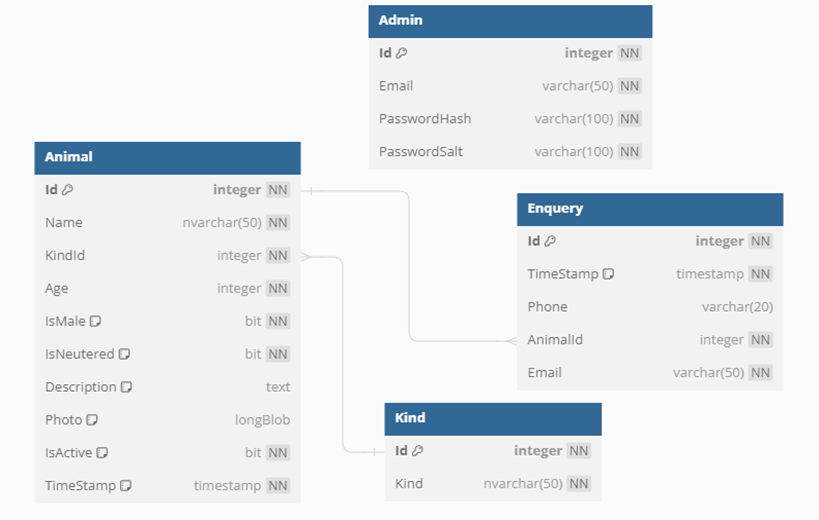 Admin
Id integer NN
Email varchar(50) NN
PasswordHash varchar(100) NN
PasswordSalt varchar(100) NN
Animal
Id integer NN
Name nvarchar(50) NN
KindId integer NN
Age integer NN
IsMale bit NN
IsNeutered bit NN
Description text
Photo longBlob
IsActive bit NN
TimeStamp timestamp NN
Enquery
Id integer NN
TimeStamp timestamp NN
Phone varchar(20)
AnimalId integer NN
Email varchar(50) NN
Kind
Id integer NN
Kind nvarchar(50) NN